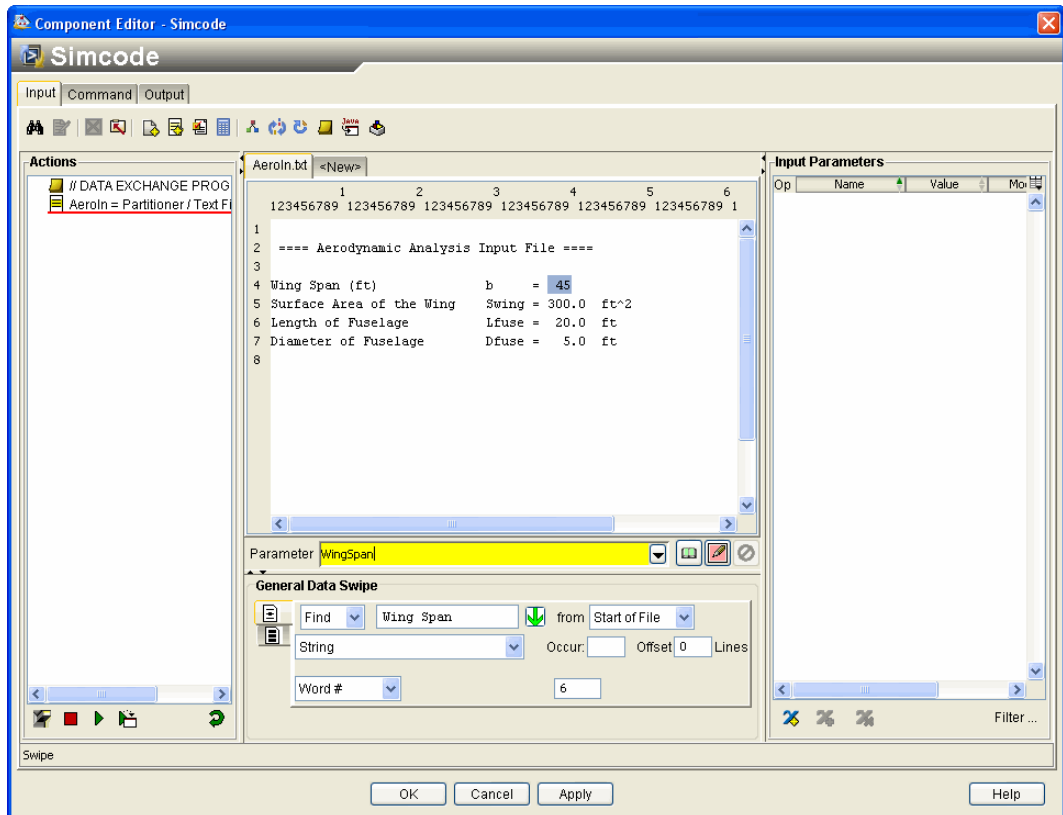 Component Editor - Simcode
Simcode
Input Command Output
Java
Actions
// DATA EXCHANGE PROG
AeroIn = Partitioner / Text Fi
AeroIn.txt <New>
1 2 3 4 5 6
123456789 123456789 123456789 123456789 123456789 123456789 1
1
2 ==== Aerodynamic Analysis Input File ====
3
4 Wing Span (ft) b = 45
5 Surface Area of the Wing Swing = 300.0 ft^2
6 Length of Fuselage Lfuse = 20.0 ft
7 Diameter of Fuselage Dfuse = 5.0 ft
8
Parameter WingSpan
General Data Swipe
Find Wing Span from Start of File
String Occur: Offset 0 Lines
Word # 6
Input Parameters
Op Name Value
Filter ...
Swipe
OK Cancel Apply Help